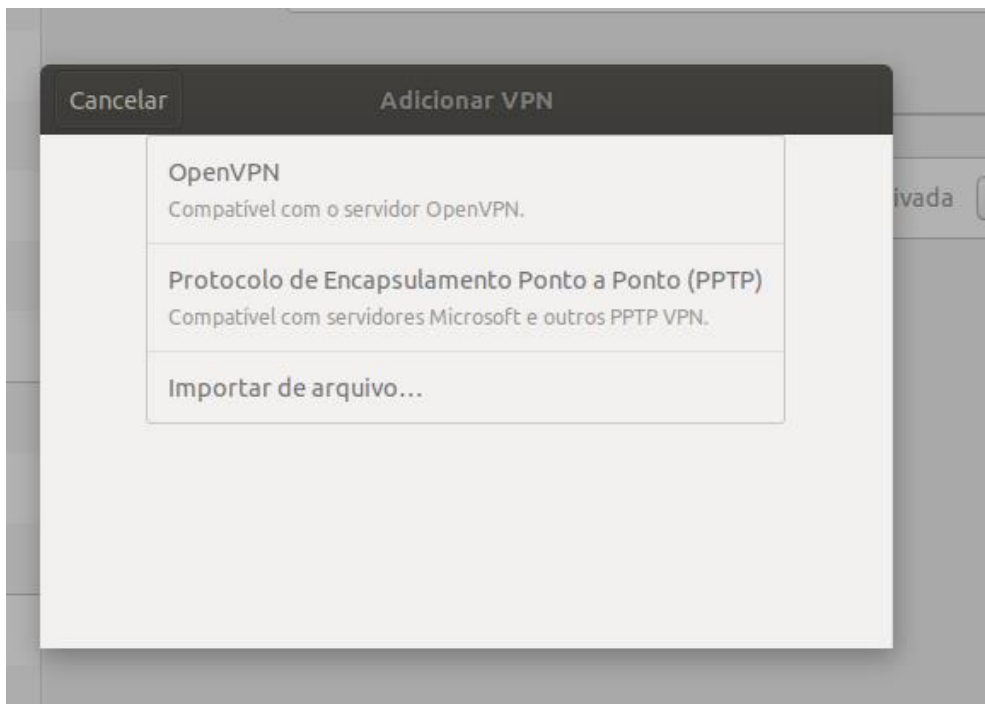 Cancelar
Adicionar VPN
OpenVPN
Compatível com o servidor OpenVPN.
ivada
Protocolo de Encapsulamento Ponto a Ponto (PPTP)
Compatível com servidores Microsoft e outros PPTP VPN.
Importar de arquivo…